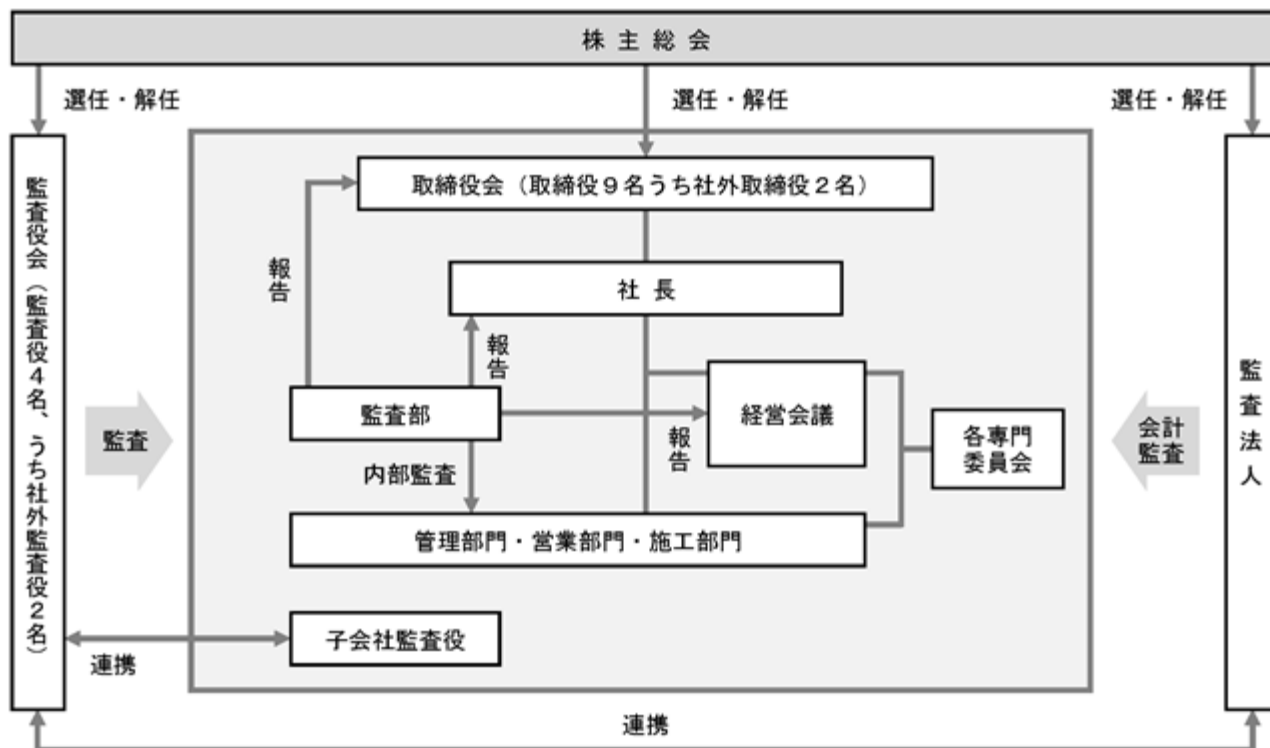 株主総会
選任・解任
選任・解任
選任・解任
監査役会（監査役４名、うち社外監査役２名）
取締役会（取締役９名うち社外取締役２名）
報告
社長
報告
監査部
報告
経営会議
各専門
委員会
監査
会計
監査
監査法人
内部監査
管理部門・営業部門・施工部門
子会社監査役
連携
連携